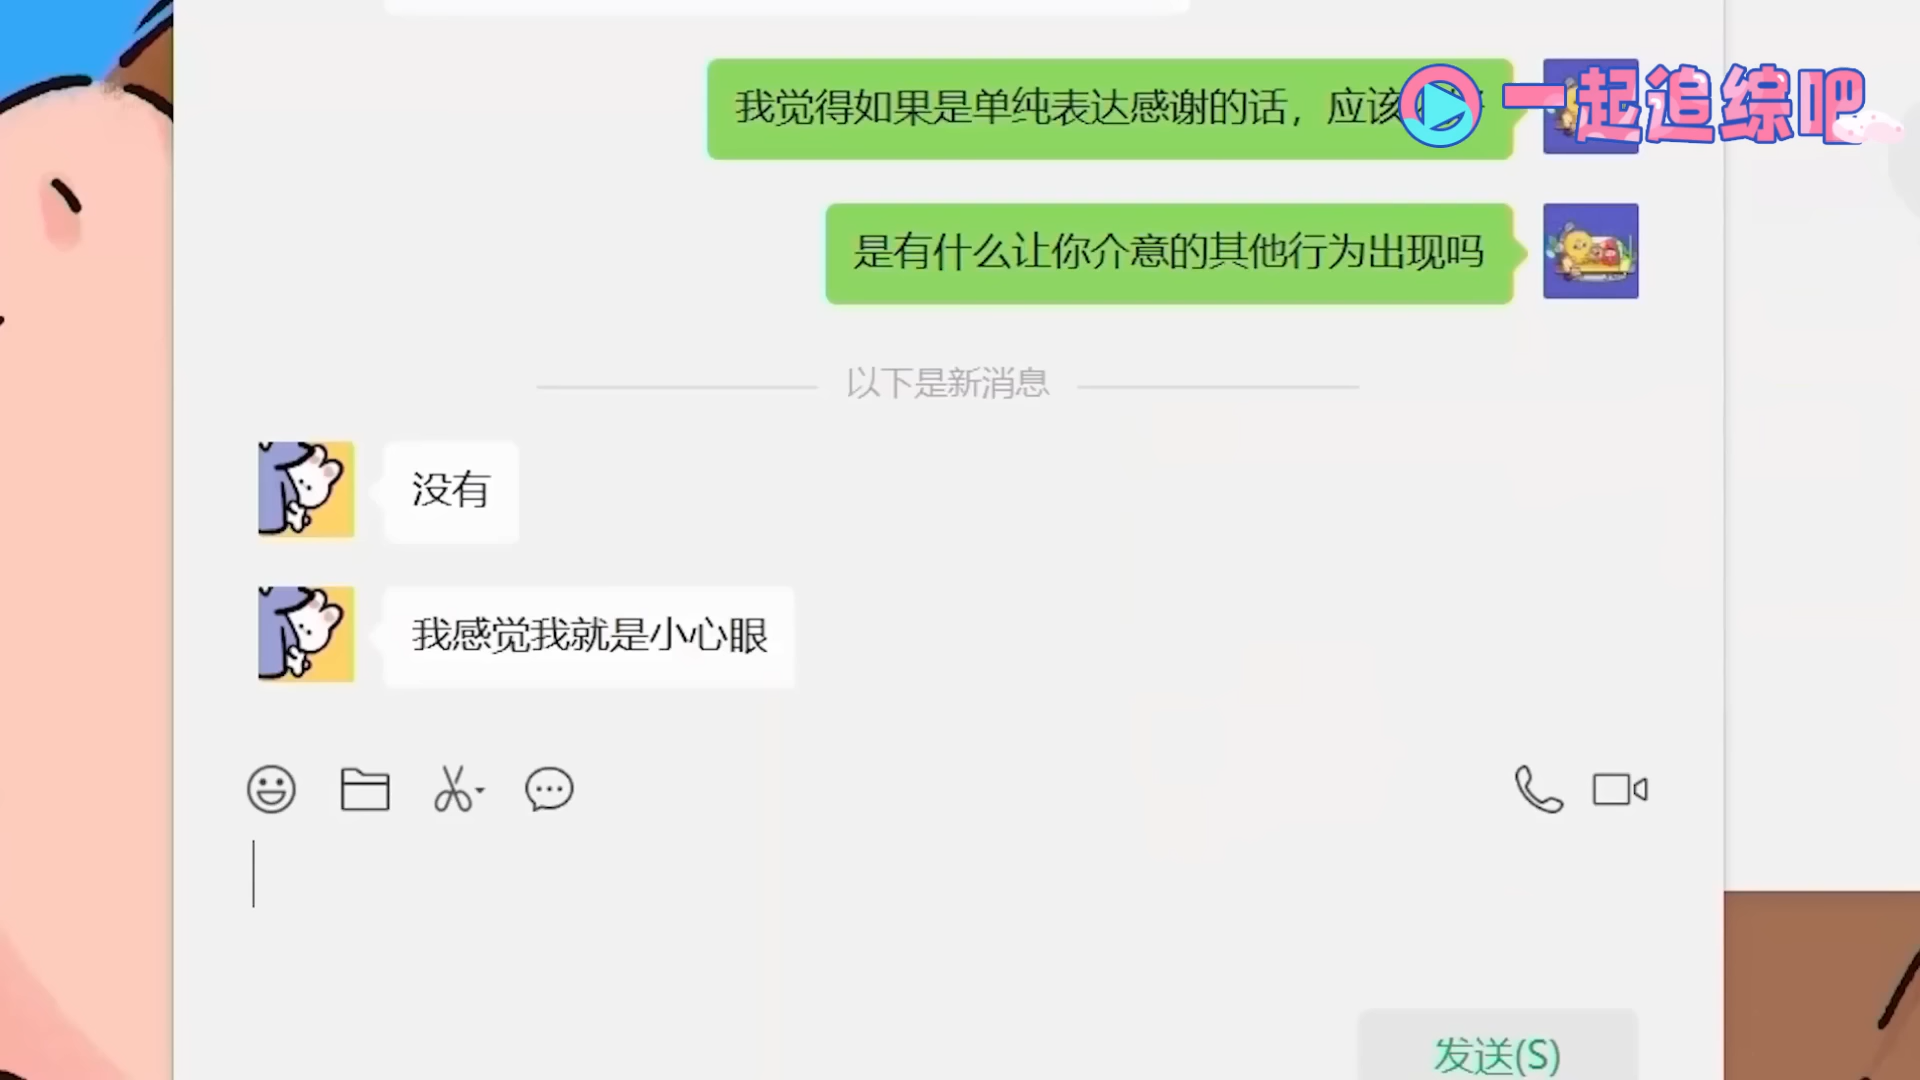 我觉得如果是单纯表达感谢的话，应该
一起追综吧
是有什么让你介意的其他行为出现吗
以下是新消息
没有
我感觉我就是小心眼
发送(S)